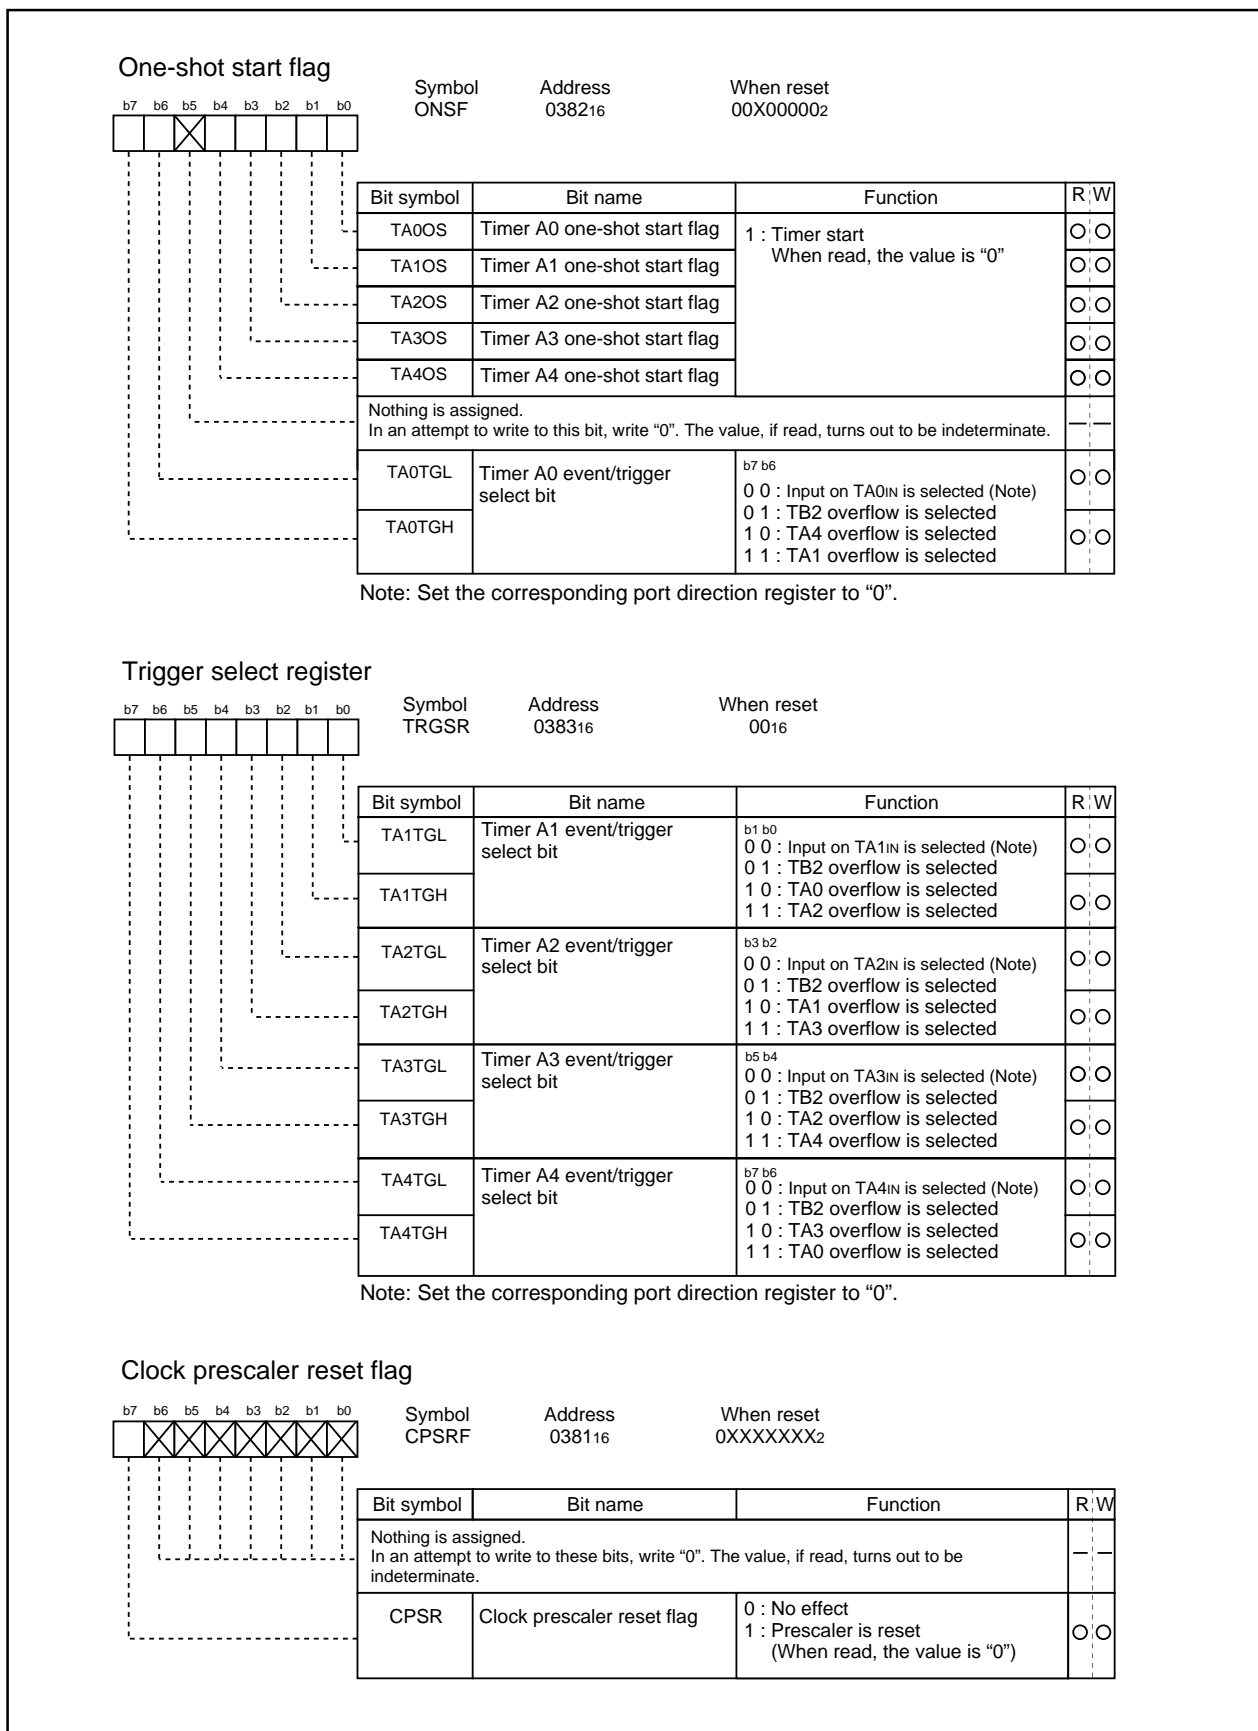 One-shot start flag
Symbol Address When reset
ONSF 038216 00X000002
b7 b6 b5 b4 b3 b2 b1 b0
Bit symbol Bit name Function R W
TA0OS Timer A0 one-shot start flag 1 : Timer start
When read, the value is “0”
TA1OS Timer A1 one-shot start flag
TA2OS Timer A2 one-shot start flag
TA3OS Timer A3 one-shot start flag
TA4OS Timer A4 one-shot start flag
Nothing is assigned.
In an attempt to write to this bit, write “0”. The value, if read, turns out to be indeterminate.
TA0TGL Timer A0 event/trigger
select bit
TA0TGH
b7 b6
0 0 : Input on TA0IN is selected (Note)
0 1 : TB2 overflow is selected
1 0 : TA4 overflow is selected
1 1 : TA1 overflow is selected
Note: Set the corresponding port direction register to “0”.
Trigger select register
Symbol Address When reset
TRGSR 038316 0016
b7 b6 b5 b4 b3 b2 b1 b0
Bit symbol Bit name Function R W
TA1TGL Timer A1 event/trigger
select bit
TA1TGH
b1 b0
0 0 : Input on TA1IN is selected (Note)
0 1 : TB2 overflow is selected
1 0 : TA0 overflow is selected
1 1 : TA2 overflow is selected
TA2TGL Timer A2 event/trigger
select bit
TA2TGH
b3 b2
0 0 : Input on TA2IN is selected (Note)
0 1 : TB2 overflow is selected
1 0 : TA1 overflow is selected
1 1 : TA3 overflow is selected
TA3TGL Timer A3 event/trigger
select bit
TA3TGH
b5 b4
0 0 : Input on TA3IN is selected (Note)
0 1 : TB2 overflow is selected
1 0 : TA2 overflow is selected
1 1 : TA4 overflow is selected
TA4TGL Timer A4 event/trigger
select bit
TA4TGH
b7 b6
0 0 : Input on TA4IN is selected (Note)
0 1 : TB2 overflow is selected
1 0 : TA3 overflow is selected
1 1 : TA0 overflow is selected
Note: Set the corresponding port direction register to “0”.
Clock prescaler reset flag
Symbol Address When reset
CPSRF 038116 0XXXXXXX2
b7 b6 b5 b4 b3 b2 b1 b0
Bit symbol Bit name Function R W
Nothing is assigned.
In an attempt to write to these bits, write “0”. The value, if read, turns out to be
indeterminate.
CPSR Clock prescaler reset flag 0 : No effect
1 : Prescaler is reset
(When read, the value is “0”)